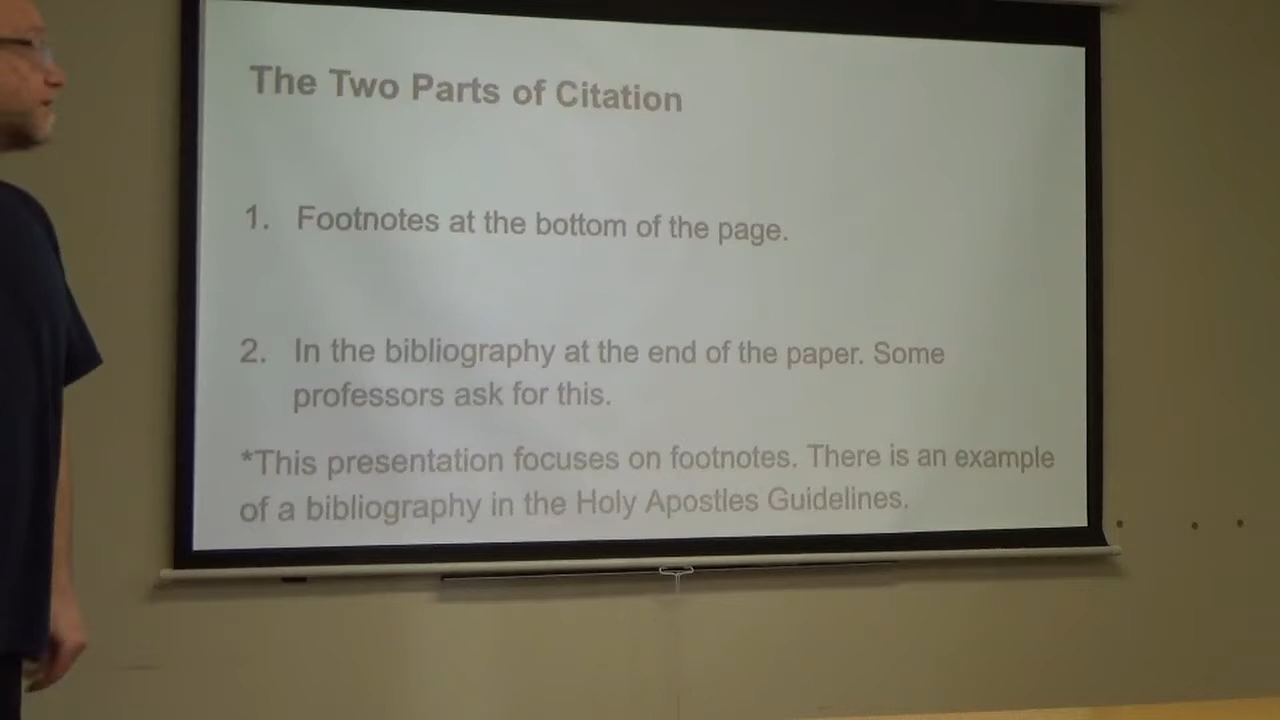 The Two Parts of Citation
1. Footnotes at the bottom of the page.
2. In the bibliography at the end of the paper. Some
professors ask for this.
*This presentation focuses on footnotes. There is an example
of a bibliography in the Holy Apostles Guidelines.